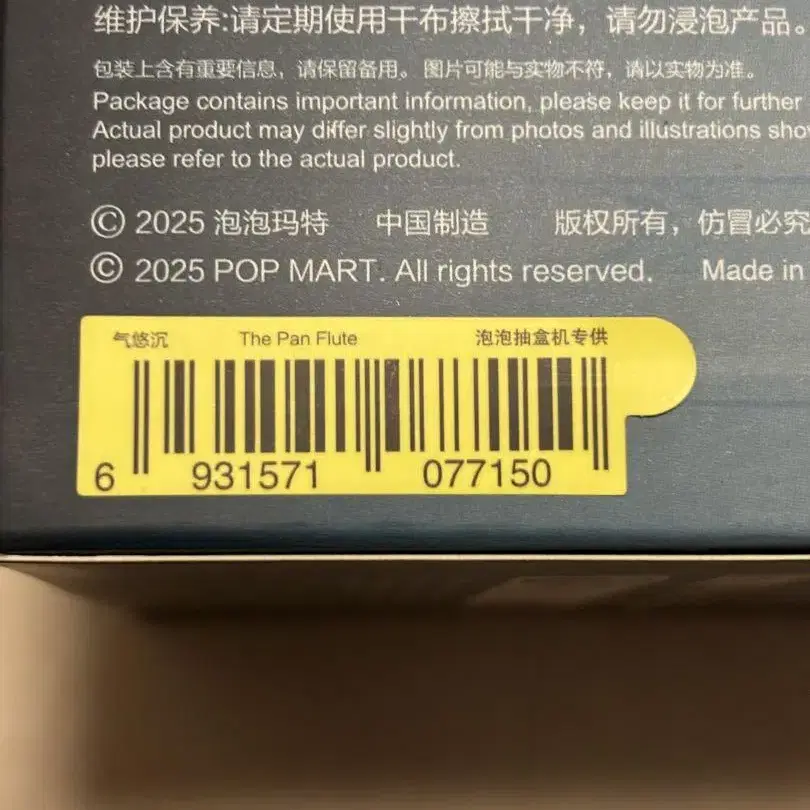 维护保养:请定期使用干布擦拭干净，请勿浸泡产品。
包装上含有重要信息，请保留备用。图片可能与实物不符，请以实物为准。
Package contains important information, please keep it for further
Actual product may differ slightly from photos and illustrations sho
please refer to the actual product.
© 2025 泡泡玛特 中国制造 版权所有，仿冒必究
© 2025 POP MART. All rights reserved. Made in
气悠沉 The Pan Flute 泡泡抽盒机专供
6 931571 077150